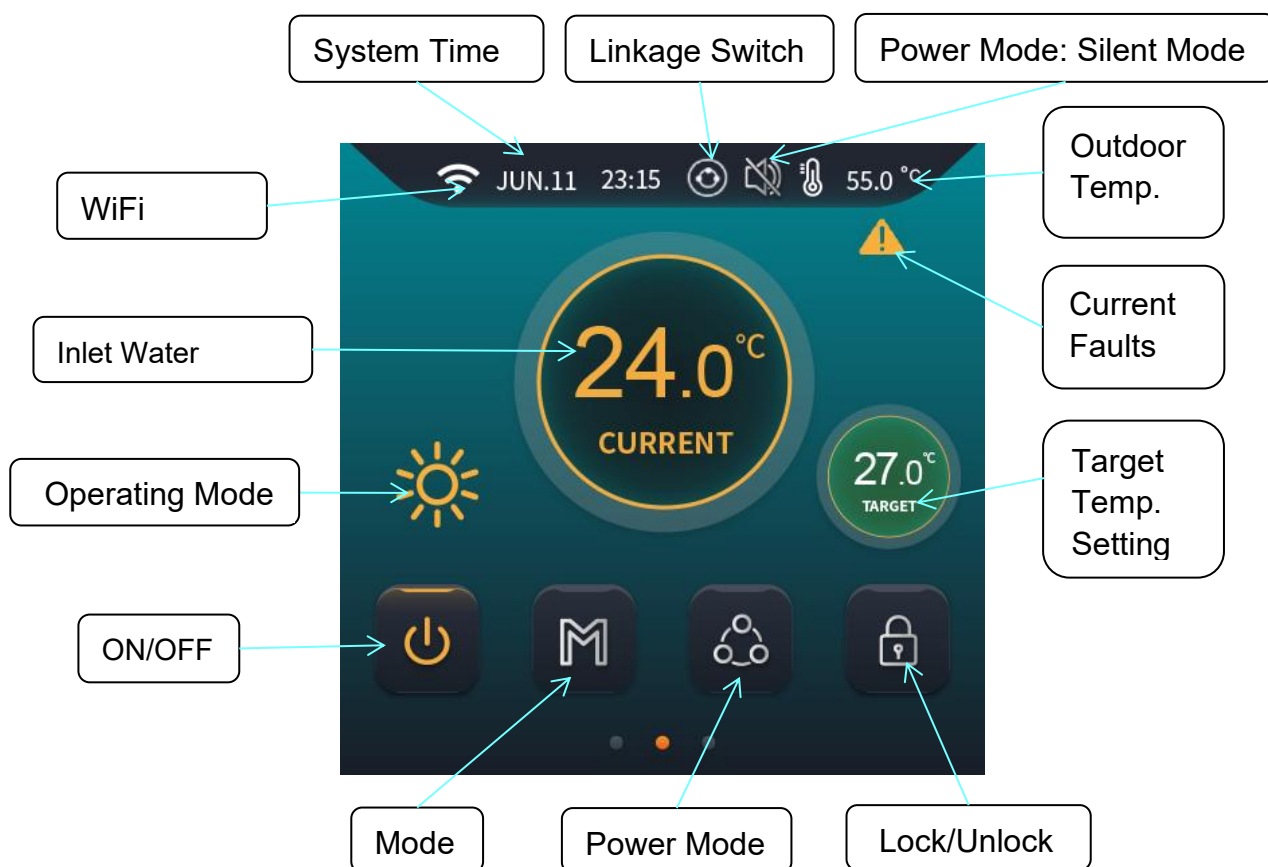 System Time
Linkage Switch
Power Mode: Silent Mode
JUN.11 23:15 55.0 °C
Outdoor
Temp.
WiFi
Current
Faults
Inlet Water
24.0°C
CURRENT
27.0°C
TARGET
Target
Temp.
Setting
Operating Mode
ON/OFF
M
Mode
Power Mode
Lock/Unlock